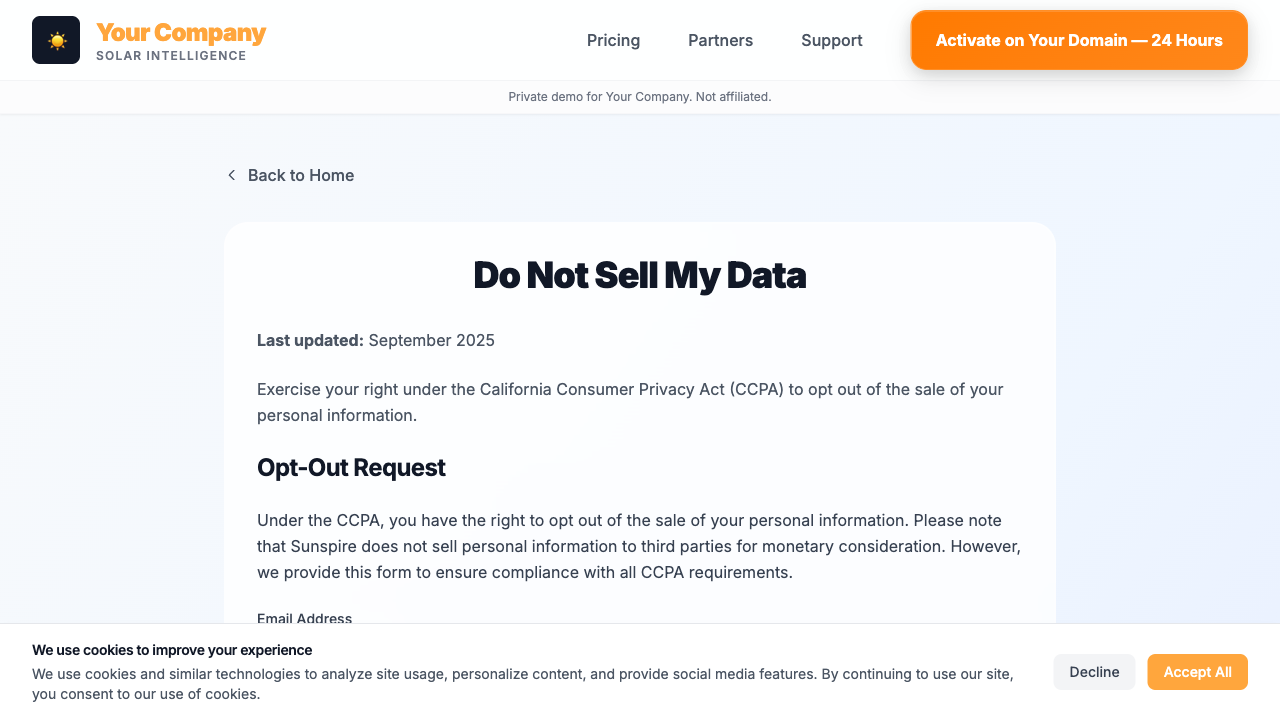 Your Company
SOLAR INTELLIGENCE
Pricing
Partners
Support
Activate on Your Domain — 24 Hours
Private demo for Your Company. Not affiliated.
Back to Home
Do Not Sell My Data
Last updated: September 2025
Exercise your right under the California Consumer Privacy Act (CCPA) to opt out of the sale of your
personal information.
Opt-Out Request
Under the CCPA, you have the right to opt out of the sale of your personal information. Please note
that Sunspire does not sell personal information to third parties for monetary consideration. However,
we provide this form to ensure compliance with all CCPA requirements.
Email Address
We use cookies to improve your experience
We use cookies and similar technologies to analyze site usage, personalize content, and provide social media features. By continuing to use our site,
you consent to our use of cookies.
Decline
Accept All